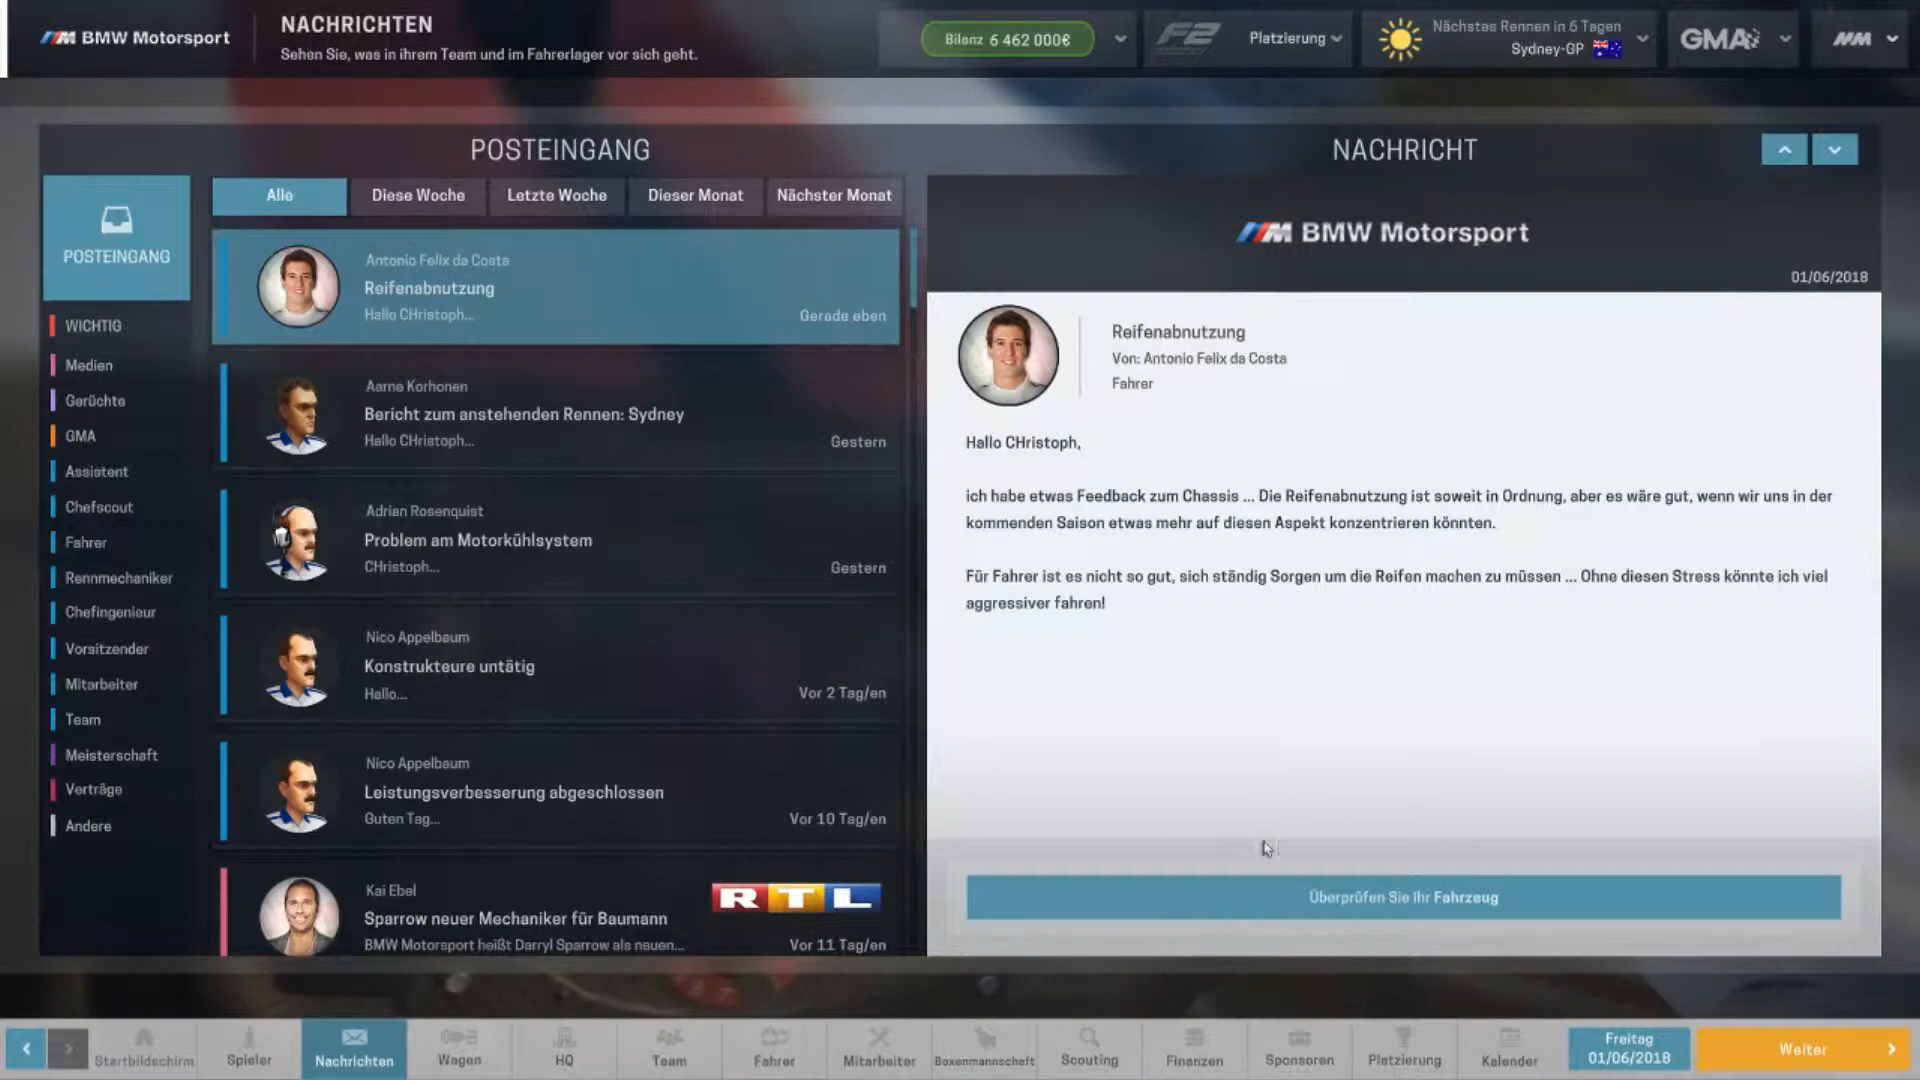 BMW Motorsport
NACHRICHTEN
Sehen Sie, was in ihrem Team und im Fahrerlager vor sich geht.
Bilanz 6 462 000€
F2
Platzierung
Nächstes Rennen in 6 Tagen
Sydney-GP
GMA
POSTEINGANG
NACHRICHT
POSTEINGANG
Alle
Diese Woche
Letzte Woche
Dieser Monat
Nächster Monat
WICHTIG
Medien
Gerüchte
GMA
Assistent
Chefscout
Fahrer
Rennmechaniker
Chefingenieur
Vorsitzender
Mitarbeiter
Team
Meisterschaft
Verträge
Andere
Antonio Felix da Costa
Reifenabnutzung
Hallo CHristoph...
Gerade eben
Aarne Korhonen
Bericht zum anstehenden Rennen: Sydney
Hallo CHristoph...
Gestern
Adrian Rosenquist
Problem am Motorkühlsystem
CHristoph...
Gestern
Nico Appelbaum
Konstrukteure untätig
Hallo...
Vor 2 Tag/en
Nico Appelbaum
Leistungsverbesserung abgeschlossen
Guten Tag...
Vor 10 Tag/en
Kai Ebel
Sparrow neuer Mechaniker für Baumann
BMW Motorsport heißt Darryl Sparrow als neuen...
RTL
Vor 11 Tag/en
BMW Motorsport
01/06/2018
Reifenabnutzung
Von: Antonio Felix da Costa
Fahrer
Hallo CHristoph,
ich habe etwas Feedback zum Chassis ... Die Reifenabnutzung ist soweit in Ordnung, aber es wäre gut, wenn wir uns in der
kommenden Saison etwas mehr auf diesen Aspekt konzentrieren könnten.
Für Fahrer ist es nicht so gut, sich ständig Sorgen um die Reifen machen zu müssen ... Ohne diesen Stress könnte ich viel
aggressiver fahren!
Überprüfen Sie Ihr Fahrzeug
Startbildschirm
Spieler
Nachrichten
Wagen
HQ
Team
Fahrer
Mitarbeiter
Boxenmannschaft
Scouting
Finanzen
Sponsoren
Platzierung
Kalender
Freitag
01/06/2018
Weiter